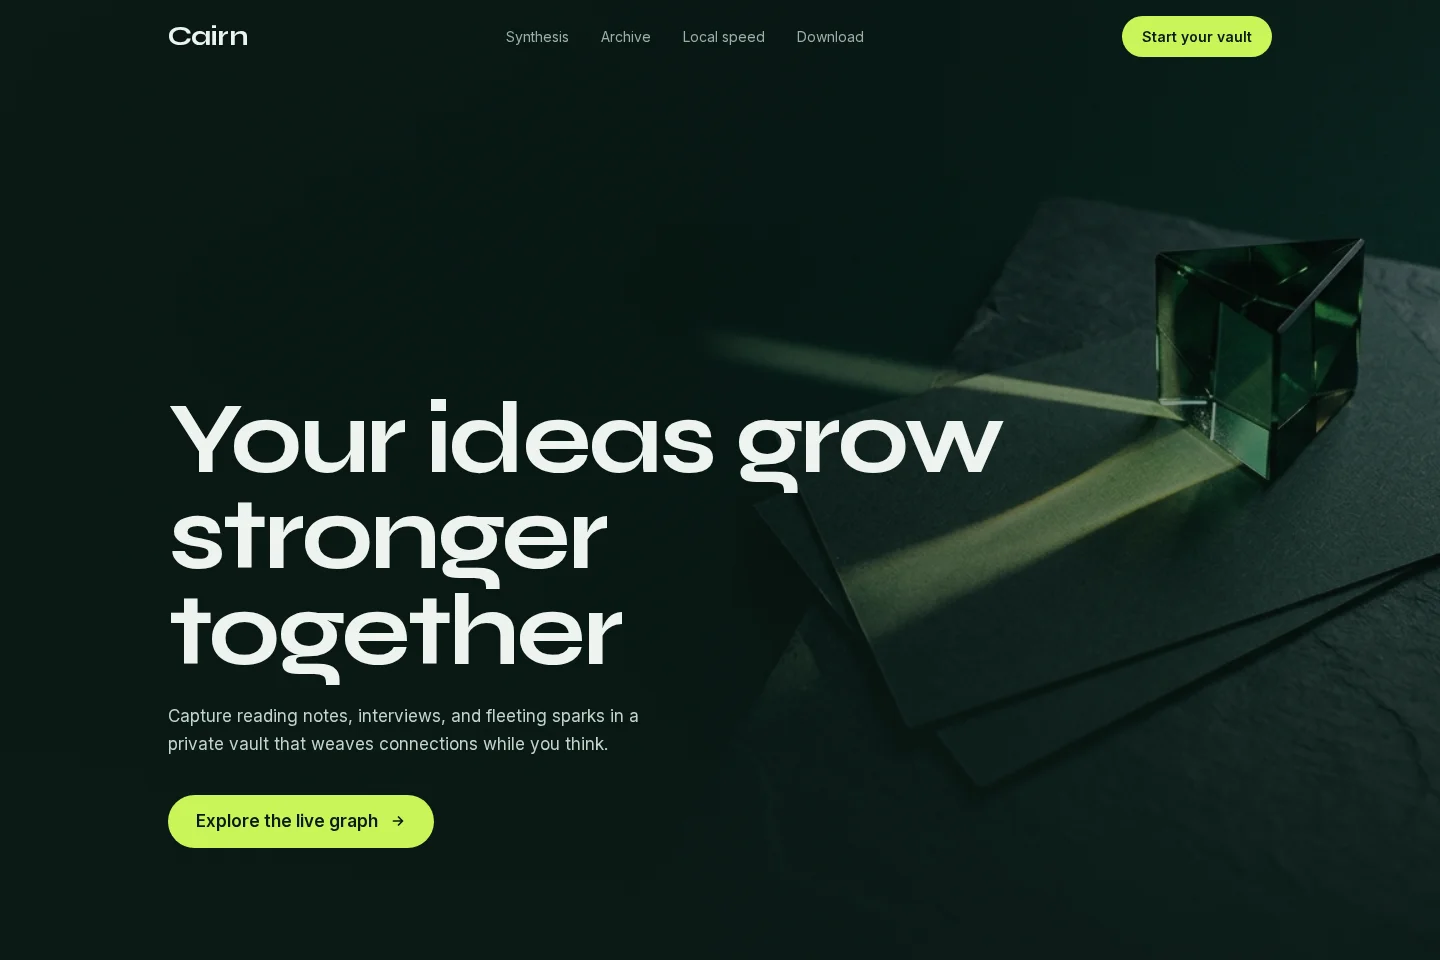 Cairn
Synthesis
Archive
Local speed
Download
Start your vault
Your ideas grow
stronger
together
Capture reading notes, interviews, and fleeting sparks in a
private vault that weaves connections while you think.
Explore the live graph →